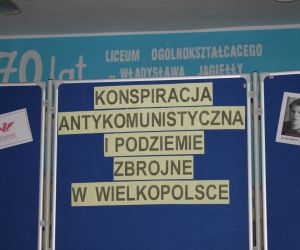 70 lat LICEUM OGÓLNOKSZTAŁCĄCEGO
w WŁADYSŁAWA JAGIEŁŁY
KONSPIRACJA
ANTYKOMUNISTYCZNA
I PODZIEMIE
ZBROJNE
W WIELKOPOLSCE